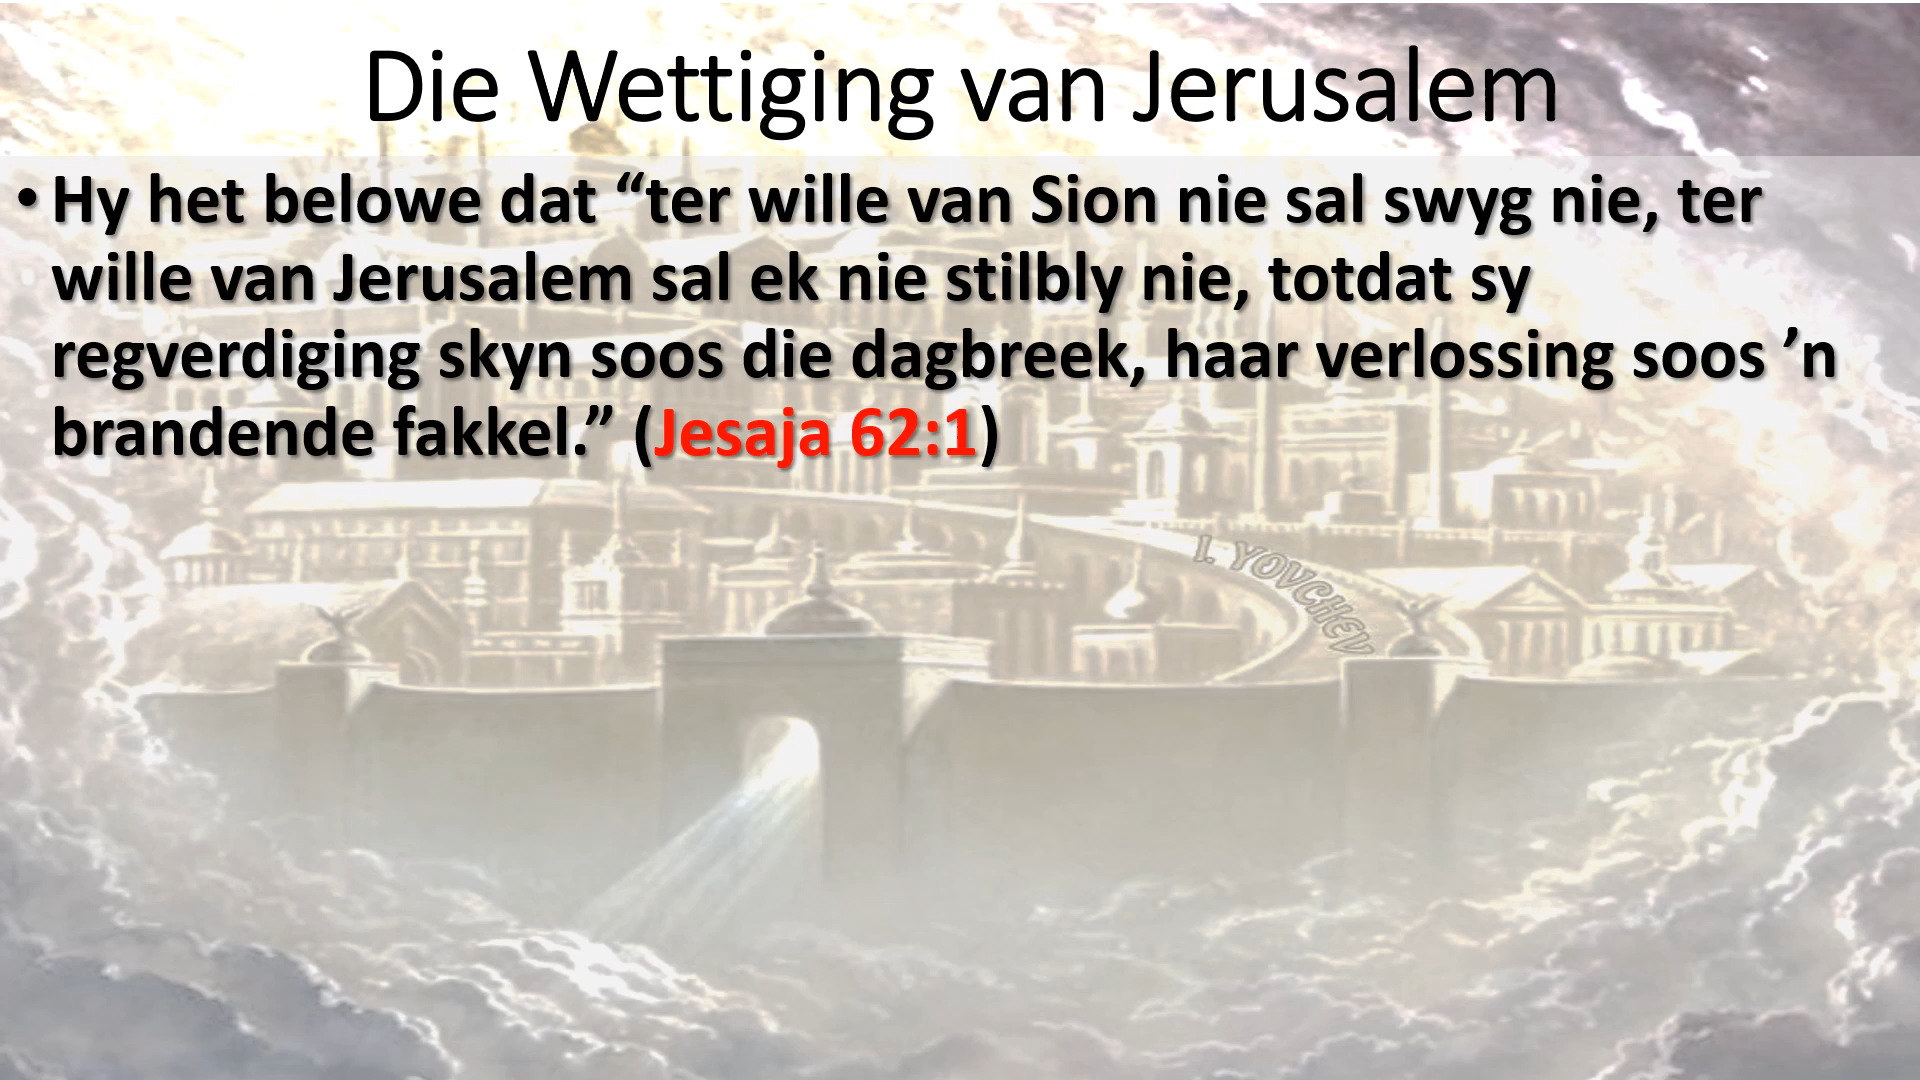 Die Wettiging van Jerusalem
• Hy het belowe dat “ter wille van Sion nie sal swyg nie, ter
wille van Jerusalem sal ek nie stilbly nie, totdat sy
regverdiging skyn soos die dagbreek, haar verlossing soos ’n
brandende fakkel.” (Jesaja 62:1)
I. YOVCHEV